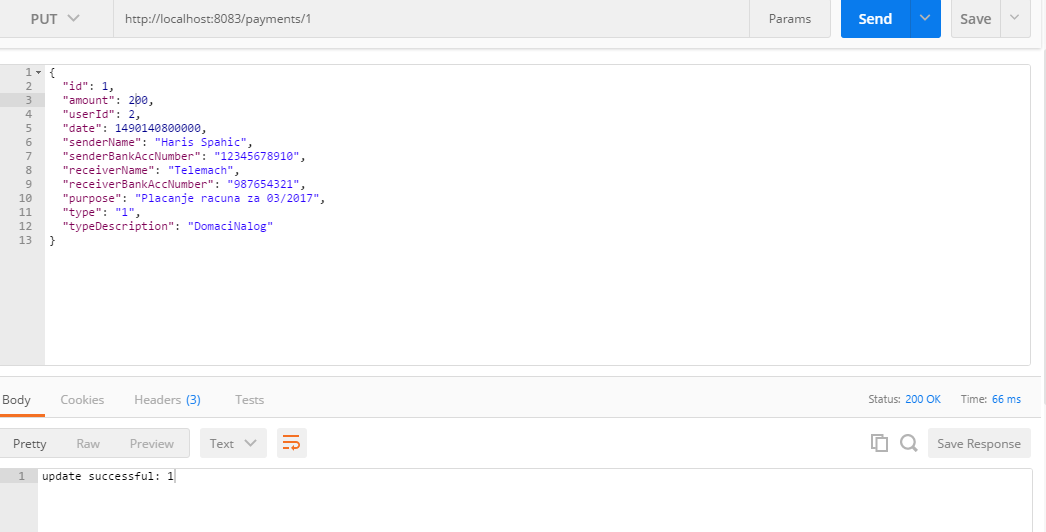 PUT http://localhost:8083/payments/1 Params Send Save
1 {
2 "id": 1,
3 "amount": 200,
4 "userId": 2,
5 "date": 1490140800000,
6 "senderName": "Haris Spahic",
7 "senderBankAccNumber": "12345678910",
8 "receiverName": "Telemach",
9 "receiverBankAccNumber": "987654321",
10 "purpose": "Placanje racuna za 03/2017",
11 "type": "1",
12 "typeDescription": "DomaciNalog"
13 }
Body Cookies Headers (3) Tests Status: 200 OK Time: 66 ms
Pretty Raw Preview Text Save Response
1 update successful: 1